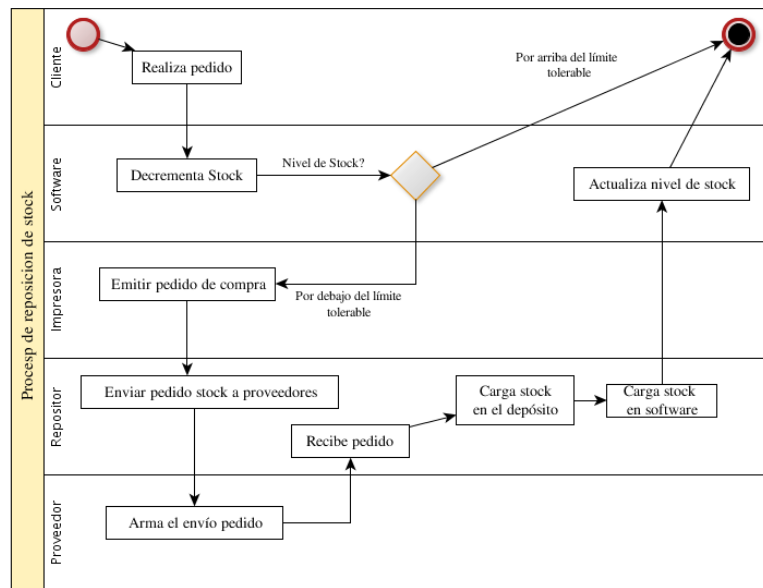 Procesp de reposicion de stock
Cliente
Realiza pedido
Por arriba del límite
tolerable
Software
Decrementa Stock
Nivel de Stock?
Actualiza nivel de stock
Impresora
Emitir pedido de compra
Por debajo del límite
tolerable
Repositor
Enviar pedido stock a proveedores
Recibe pedido
Carga stock
en el depósito
Carga stock
en software
Proveedor
Arma el envío pedido